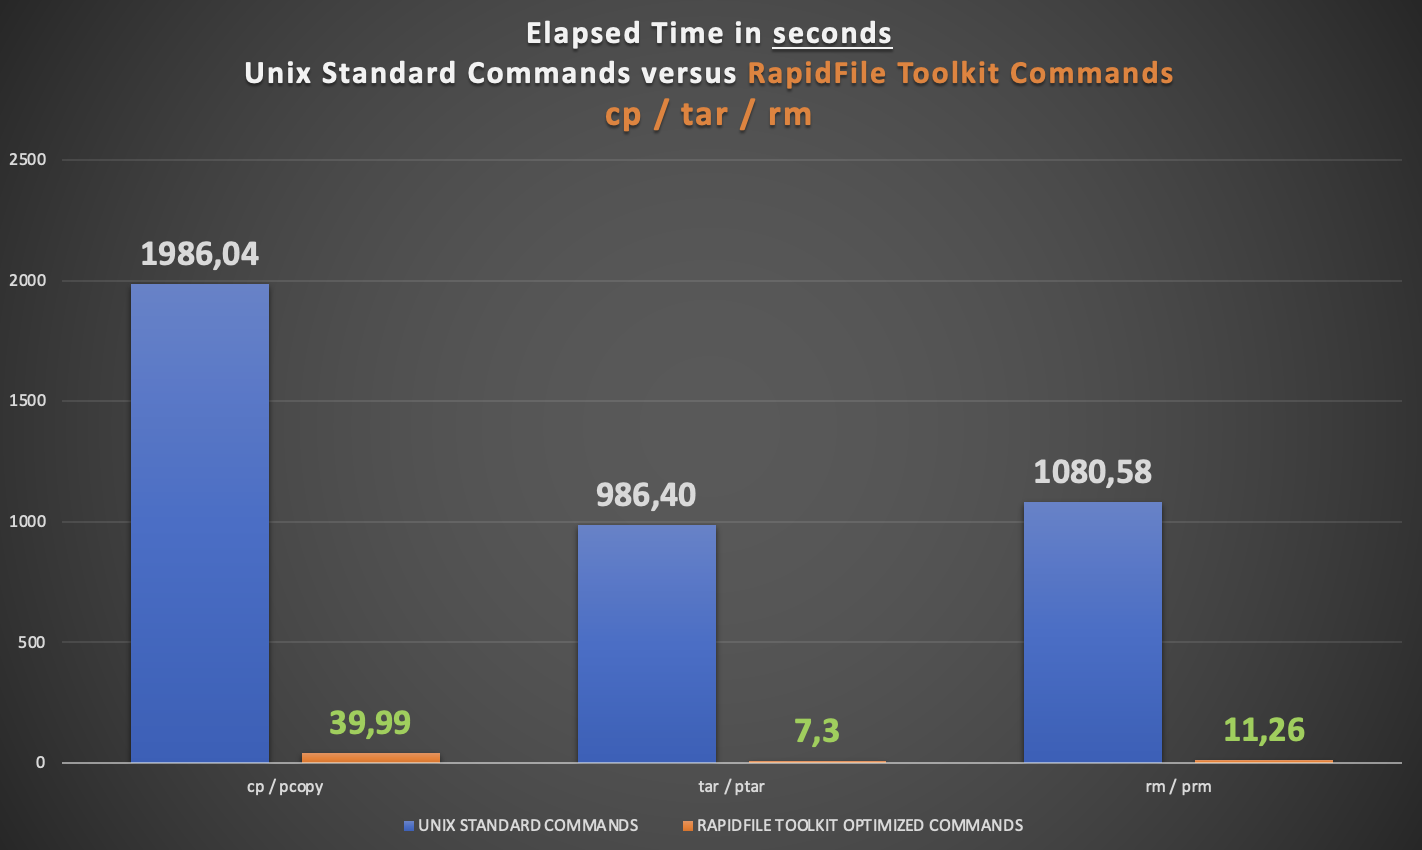 Elapsed Time in seconds
Unix Standard Commands versus RapidFile Toolkit Commands
cp / tar / rm
2500
2000
1500
1000
500
0
1986,04
39,99
986,40
7,3
1080,58
11,26
cp / pcopy
tar / ptar
rm / prm
UNIX STANDARD COMMANDS
RAPIDFILE TOOLKIT OPTIMIZED COMMANDS